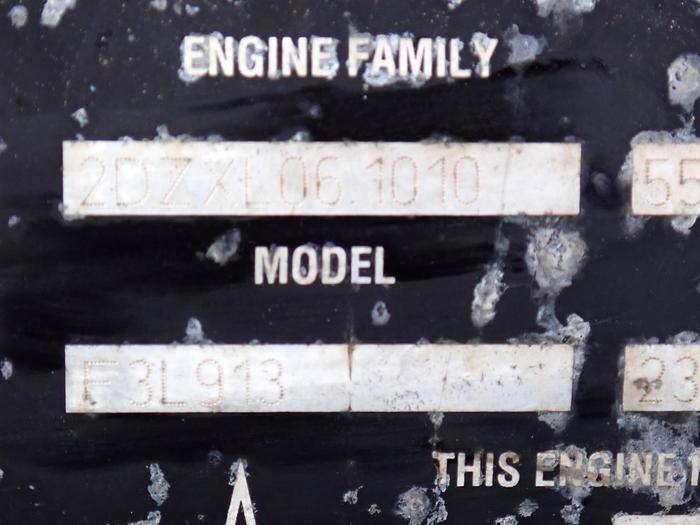 ENGINE FAMILY
2DZXL06.1010 55
MODEL
F3L913 23
THIS ENGINE